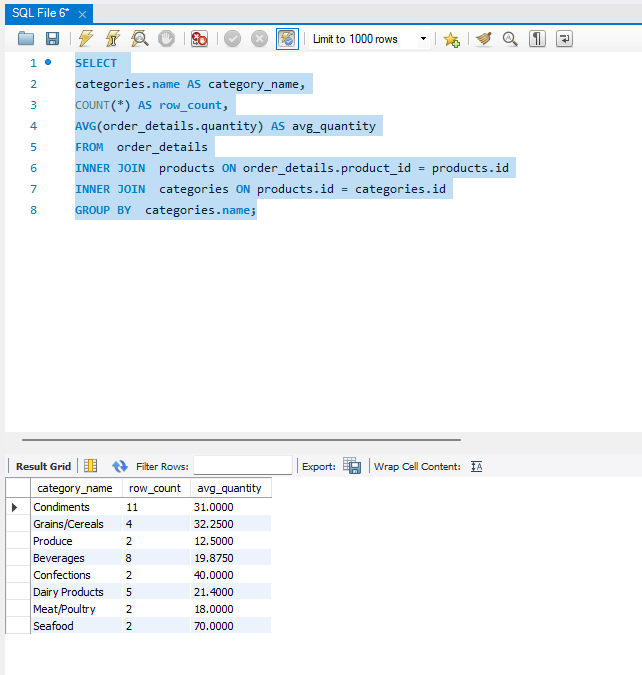 SQL File 6*
Limit to 1000 rows
1 SELECT
2 categories.name AS category_name,
3 COUNT(*) AS row_count,
4 AVG(order_details.quantity) AS avg_quantity
5 FROM order_details
6 INNER JOIN products ON order_details.product_id = products.id
7 INNER JOIN categories ON products.id = categories.id
8 GROUP BY categories.name;
Result Grid Filter Rows: Export: Wrap Cell Content:
category_name row_count avg_quantity
Condiments 11 31.0000
Grains/Cereals 4 32.2500
Produce 2 12.5000
Beverages 8 19.8750
Confections 2 40.0000
Dairy Products 5 21.4000
Meat/Poultry 2 18.0000
Seafood 2 70.0000